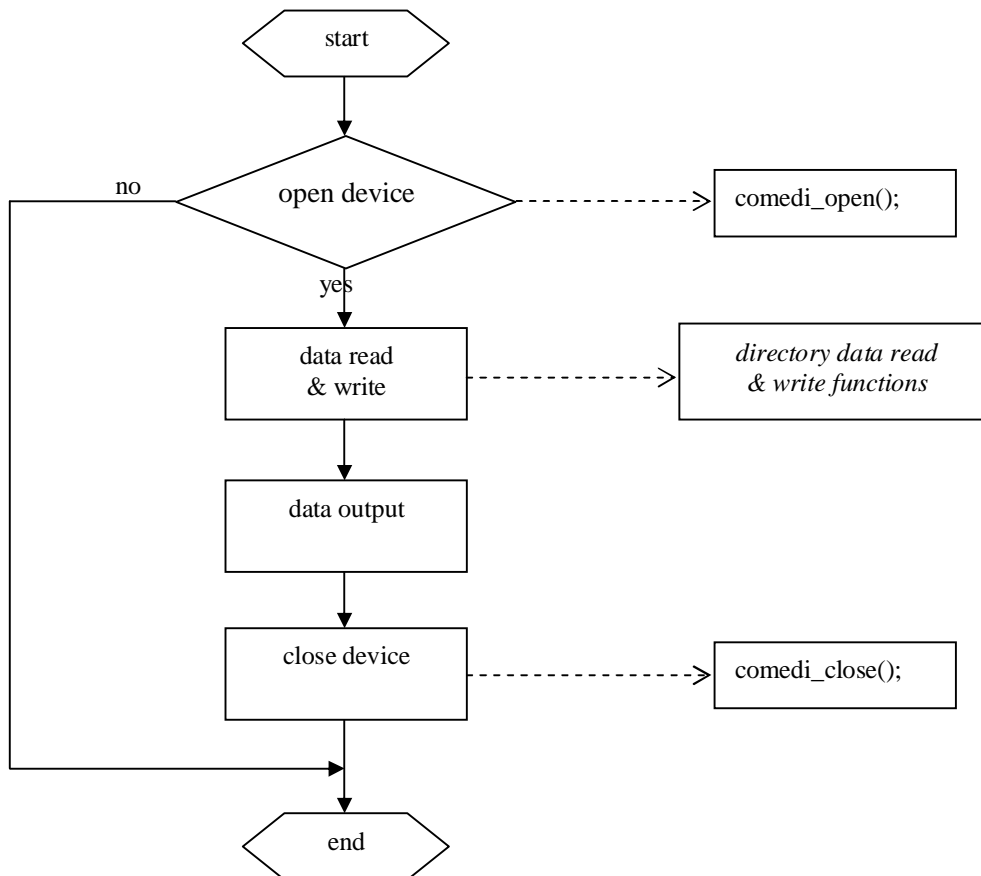 start
no
open device
comedi_open();
yes
data read
& write
directory data read
& write functions
data output
close device
comedi_close();
end